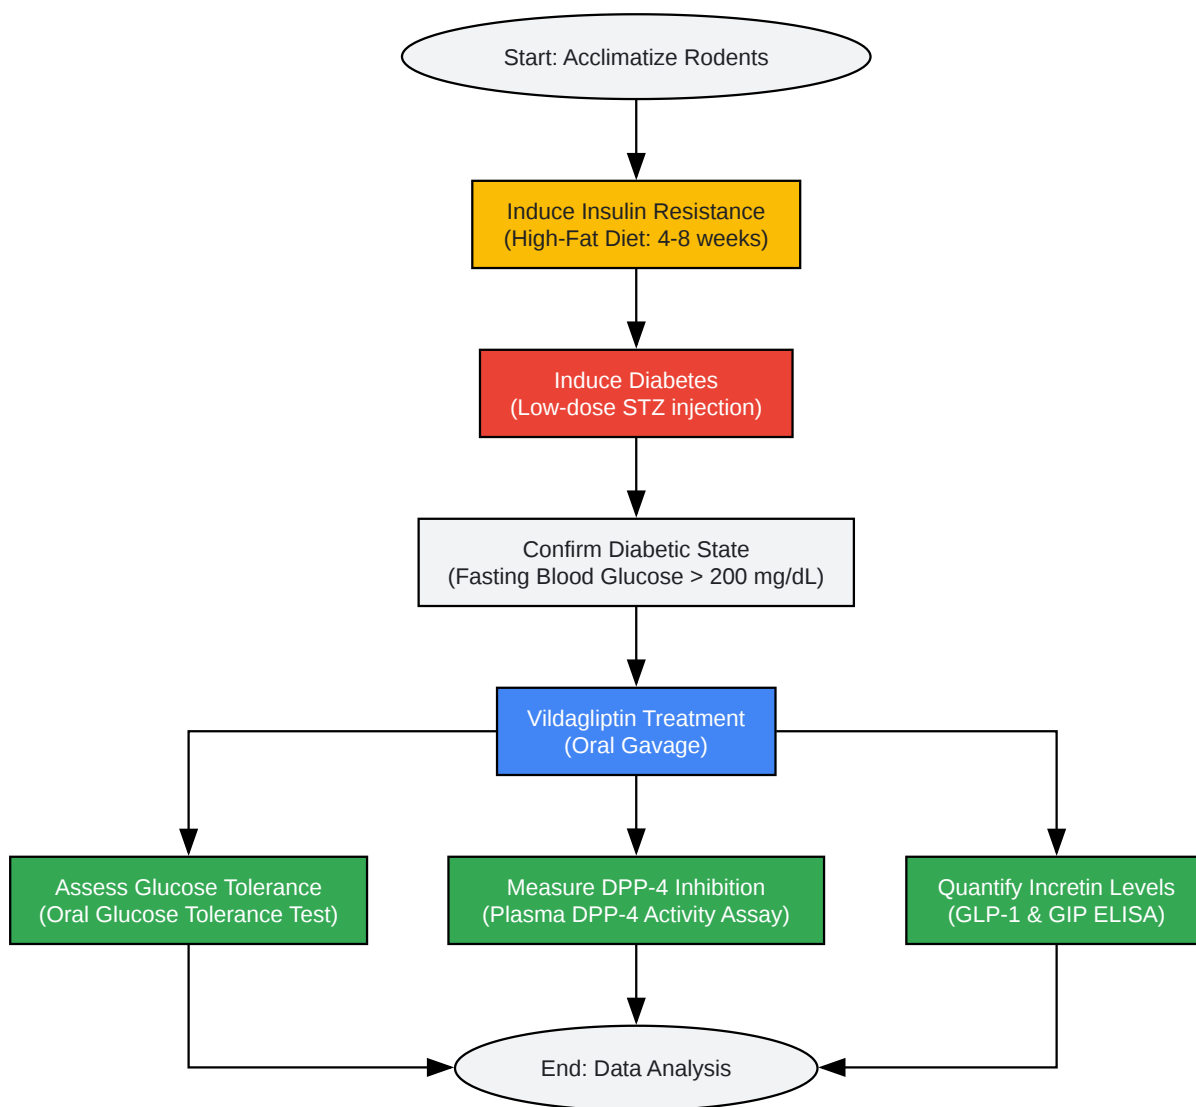 Start: Acclimatize Rodents
Induce Insulin Resistance
(High-Fat Diet: 4-8 weeks)
Induce Diabetes
(Low-dose STZ injection)
Confirm Diabetic State
(Fasting Blood Glucose > 200 mg/dL)
Vildagliptin Treatment
(Oral Gavage)
Assess Glucose Tolerance
(Oral Glucose Tolerance Test)
Measure DPP-4 Inhibition
(Plasma DPP-4 Activity Assay)
Quantify Incretin Levels
(GLP-1 & GIP ELISA)
End: Data Analysis